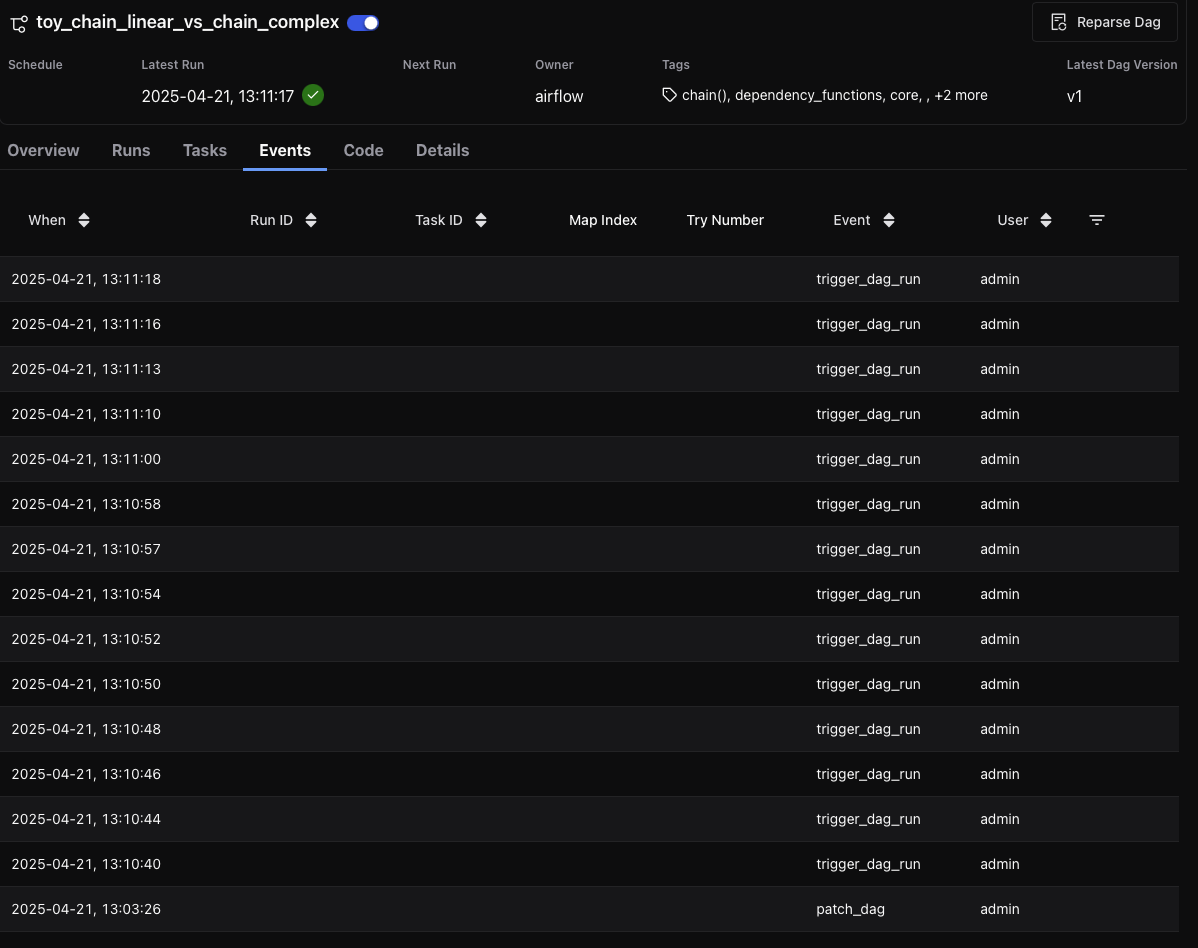 toy_chain_linear_vs_chain_complex
Reparse Dag
Schedule Latest Run Next Run Owner Tags Latest Dag Version
2025-04-21, 13:11:17 airflow chain(), dependency_functions, core, , +2 more v1
Overview Runs Tasks Events Code Details
When Run ID Task ID Map Index Try Number Event User
2025-04-21, 13:11:18 trigger_dag_run admin
2025-04-21, 13:11:16 trigger_dag_run admin
2025-04-21, 13:11:13 trigger_dag_run admin
2025-04-21, 13:11:10 trigger_dag_run admin
2025-04-21, 13:11:00 trigger_dag_run admin
2025-04-21, 13:10:58 trigger_dag_run admin
2025-04-21, 13:10:57 trigger_dag_run admin
2025-04-21, 13:10:54 trigger_dag_run admin
2025-04-21, 13:10:52 trigger_dag_run admin
2025-04-21, 13:10:50 trigger_dag_run admin
2025-04-21, 13:10:48 trigger_dag_run admin
2025-04-21, 13:10:46 trigger_dag_run admin
2025-04-21, 13:10:44 trigger_dag_run admin
2025-04-21, 13:10:40 trigger_dag_run admin
2025-04-21, 13:03:26 patch_dag admin